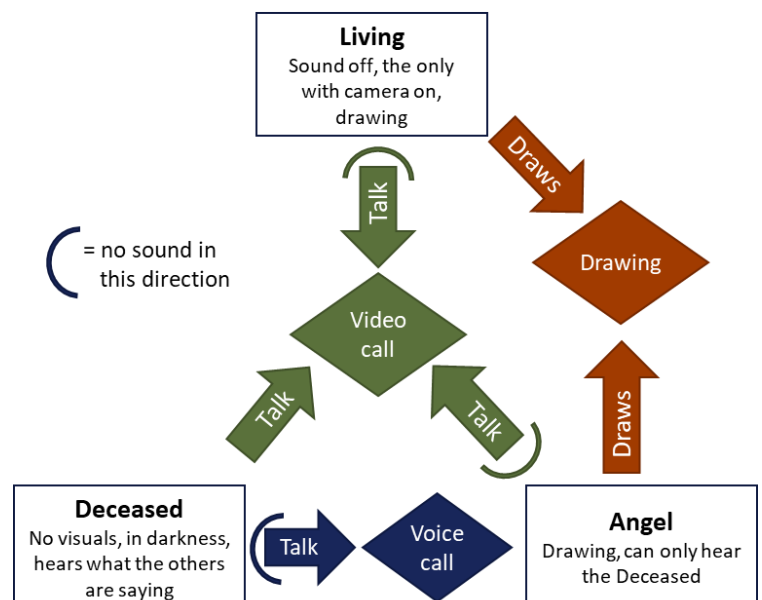 Living
Sound off, the only
with camera on,
drawing
Draws
Talk
Drawing
= no sound in
this direction
Video
call
Talk
Talk
Draws
Deceased
No visuals, in darkness,
hears what the others
are saying
Talk
Voice
call
Angel
Drawing, can only hear
the Deceased